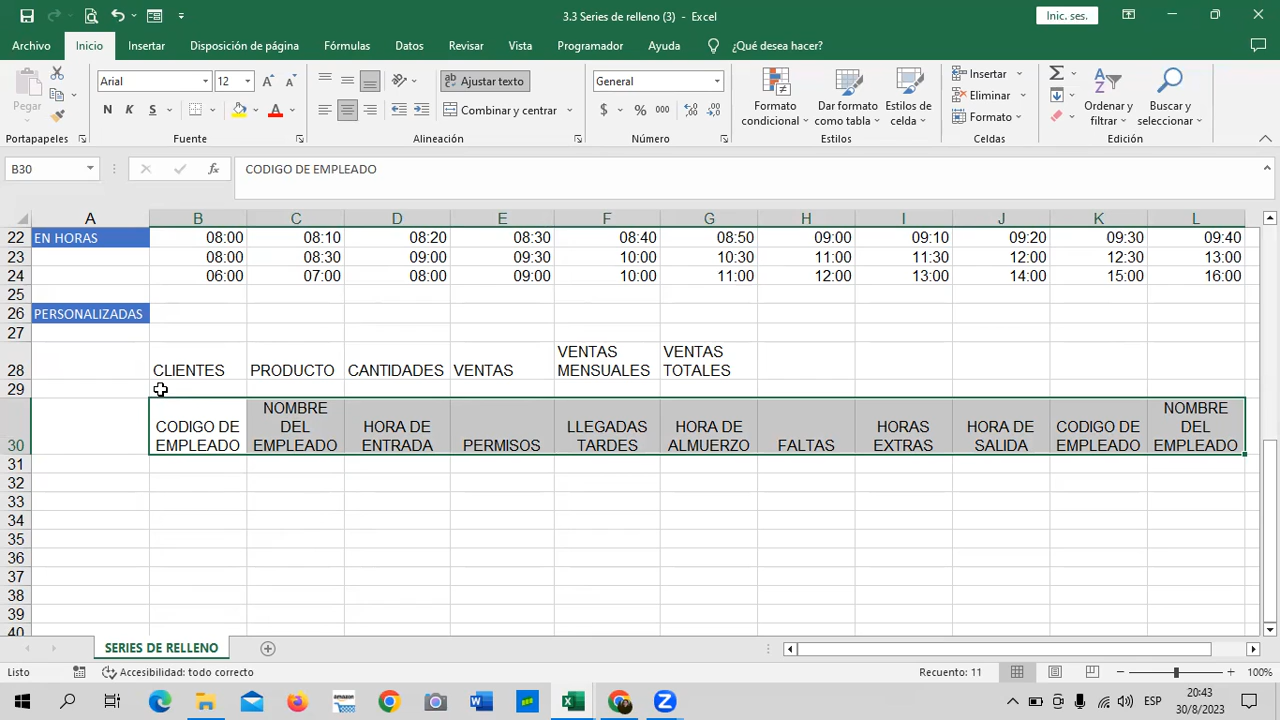 3.3 Series de relleno (3) - Excel
Inic. ses.
Archivo Inicio Insertar Disposición de página Fórmulas Datos Revisar Vista Programador Ayuda ¿Qué desea hacer?
Pegar
Portapapeles
Arial 12
N K S
Fuente
Ajustar texto
Combinar y centrar
Alineación
General
$ % 000
Número
Formato condicional
Dar formato como tabla
Estilos de celda
Estilos
Insertar
Eliminar
Formato
Celdas
Ordenar y filtrar
Buscar y seleccionar
Edición
B30 fx CODIGO DE EMPLEADO
A B C D E F G H I J K L
22 EN HORAS 08:00 08:10 08:20 08:30 08:40 08:50 09:00 09:10 09:20 09:30 09:40
23 08:00 08:30 09:00 09:30 10:00 10:30 11:00 11:30 12:00 12:30 13:00
24 06:00 07:00 08:00 09:00 10:00 11:00 12:00 13:00 14:00 15:00 16:00
25
26 PERSONALIZADAS
27
28 CLIENTES PRODUCTO CANTIDADES VENTAS VENTAS MENSUALES VENTAS TOTALES
29
30 CODIGO DE EMPLEADO NOMBRE DEL EMPLEADO HORA DE ENTRADA PERMISOS LLEGADAS TARDES HORA DE ALMUERZO FALTAS HORAS EXTRAS HORA DE SALIDA CODIGO DE EMPLEADO NOMBRE DEL EMPLEADO
31
32
33
34
35
36
37
38
39
40
SERIES DE RELLENO
Listo Accesibilidad: todo correcto Recuento: 11 100%
amazon
ESP
20:43
30/8/2023